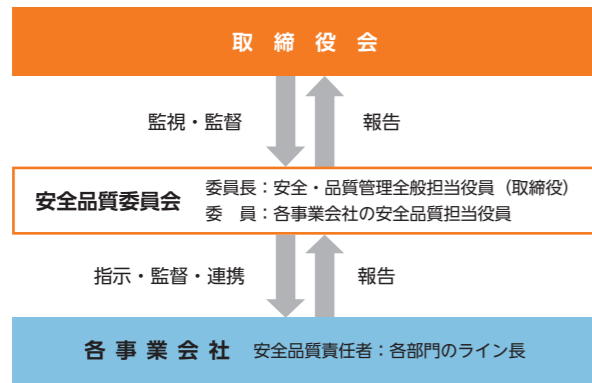 取締役会
監視・監督 報告
安全品質委員会 委員長：安全・品質管理全般担当役員（取締役）
委　員：各事業会社の安全品質担当役員
指示・監督・連携 報告
各事業会社 安全品質責任者：各部門のライン長